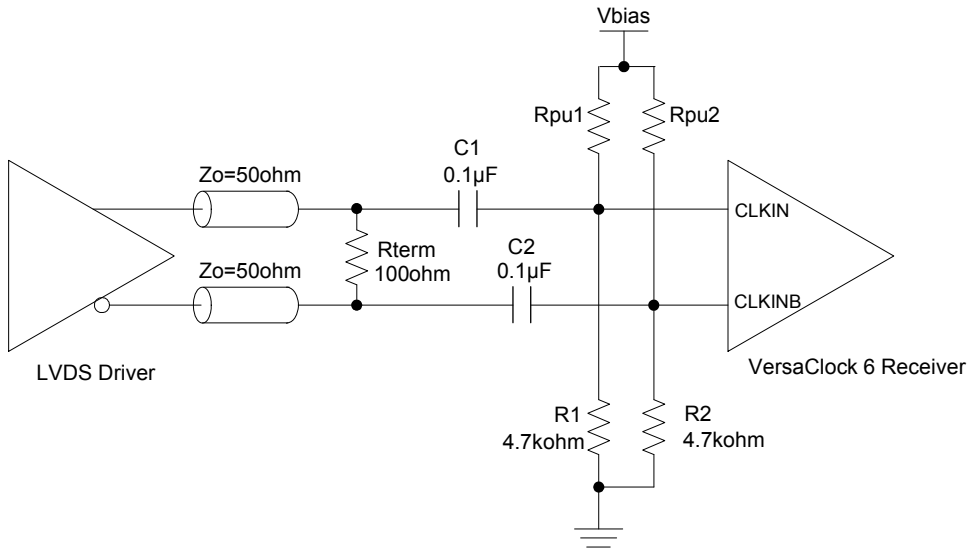 Vbias
Rpu1
Rpu2
C1
0.1µF
Zo=50ohm
CLKIN
Rterm
100ohm
C2
0.1µF
Zo=50ohm
CLKINB
LVDS Driver
VersaClock 6 Receiver
R1
4.7kohm
R2
4.7kohm